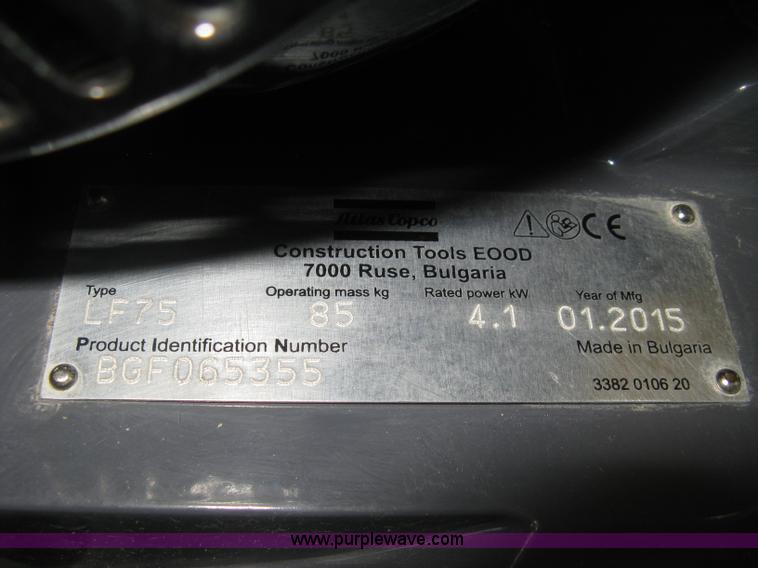 Atlas Copco
CE
Construction Tools EOOD
7000 Ruse, Bulgaria
Type Operating mass kg Rated power kW Year of Mfg
LF75 85 4.1 01.2015
Product Identification Number Made in Bulgaria
BGF065355
3382 0106 20
www.purplewave.com